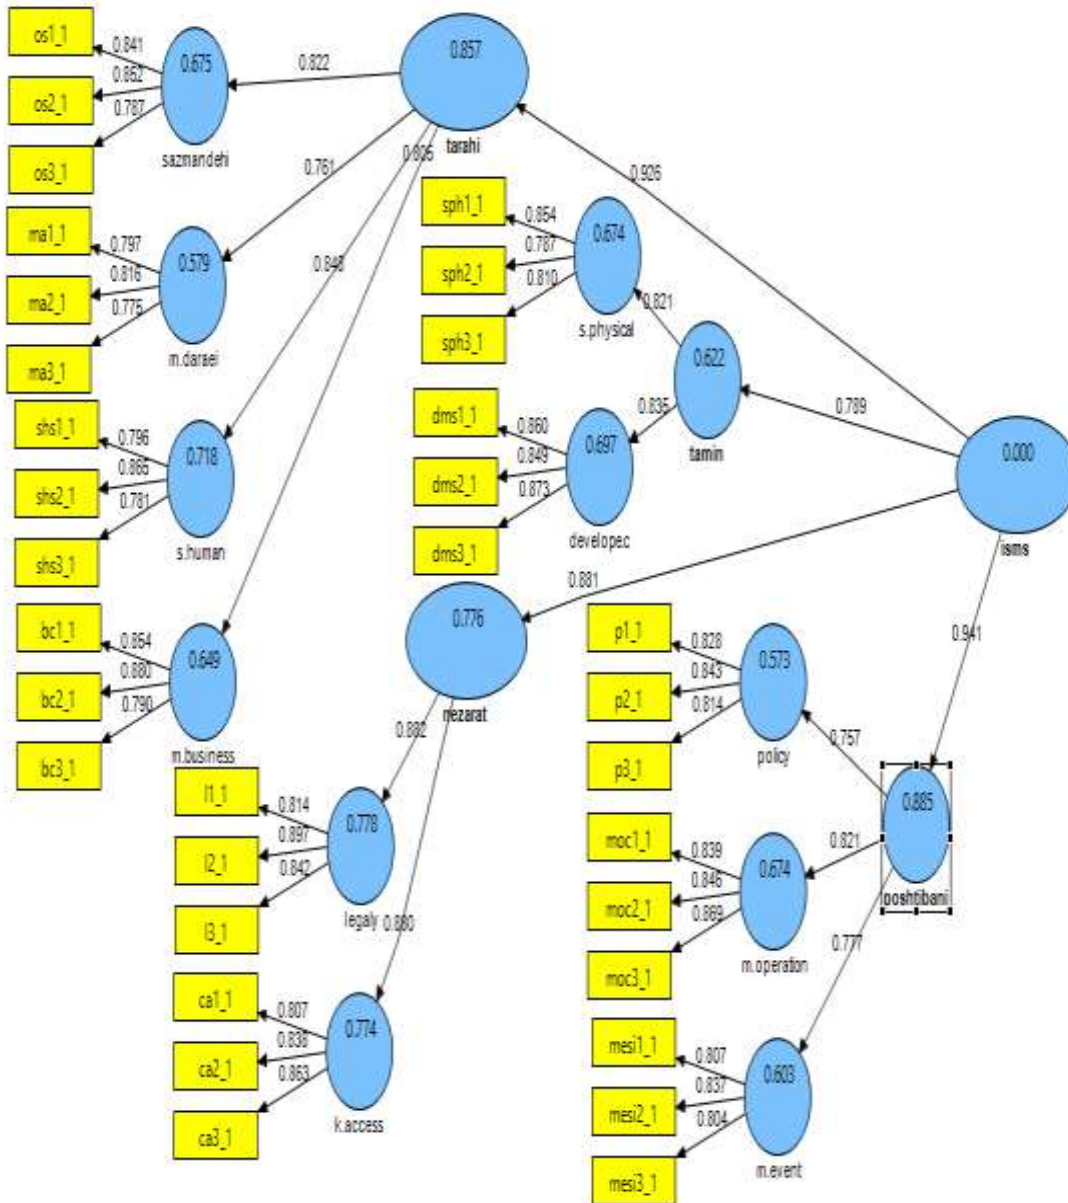 os1_1
0.841
0.675
0.822
0.857
0.852
os2_1
0.787
sazmandehi
tarahi
os3_1
0.805
0.761
0.926
ma1_1
0.797
0.579
0.816
ma2_1
0.775
m.daraei
ma3_1
0.848
sph1_1
0.854
0.674
0.787
sph2_1
0.810
s.physical
0.821
sph3_1
0.622
tamin
0.789
shs1_1
0.796
0.718
0.865
shs2_1
0.781
s.human
shs3_1
dms1_1
0.860
0.697
0.835
0.849
dms2_1
0.873
develope.c
dms3_1
0.000
isms
0.881
0.776
nezarat
0.941
bc1_1
0.854
0.649
0.880
bc2_1
0.790
m.business
bc3_1
p1_1
0.828
0.573
0.843
p2_1
0.814
policy
p3_1
0.757
0.885
poshtibani
0.882
l1_1
0.814
0.778
0.897
l2_1
0.842
legaly
l3_1
0.880
moc1_1
0.839
0.674
0.821
0.846
moc2_1
0.869
m.operation
moc3_1
0.777
ca1_1
0.807
0.774
0.838
ca2_1
0.863
k.access
ca3_1
mesi1_1
0.807
0.603
0.837
mesi2_1
0.804
m.event
mesi3_1